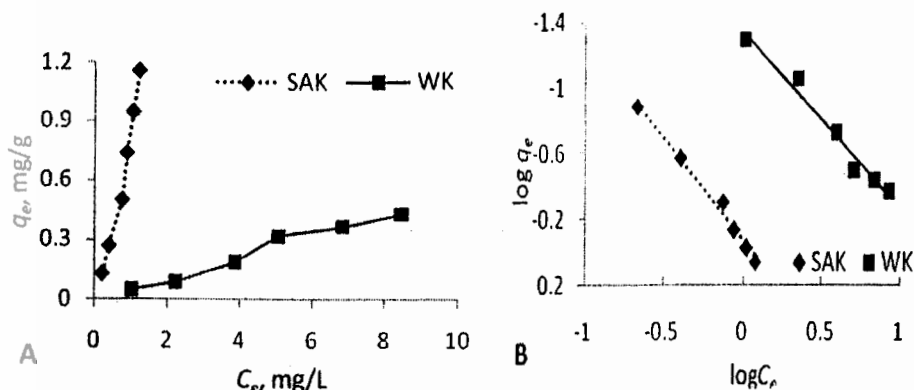 1.2
0.9
0.6
0.3
0
qe, mg/g
SAK WK
0 2 4 6 8 10
A
Ce, mg/L
-1.4
-1
-0.6
-0.2
0.2
log qe
SAK WK
-1 -0.5 0 0.5 1
B
logCe